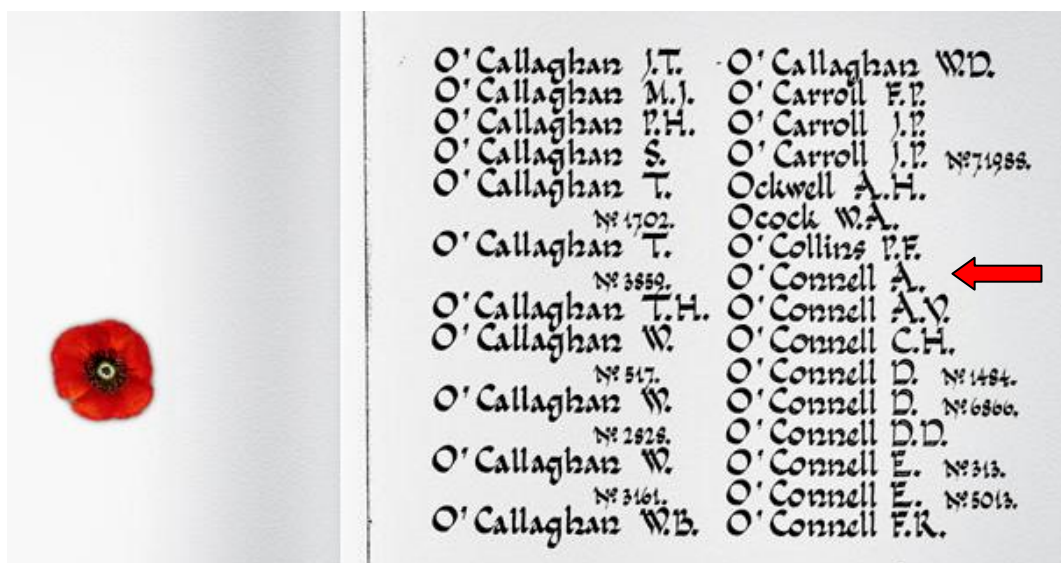 O'Callaghan J.T.
O'Callaghan M.J.
O'Callaghan P.H.
O'Callaghan S.
O'Callaghan T.
Nº 1702.
O'Callaghan T.
Nº 3859.
O'Callaghan T.H.
O'Callaghan W.
Nº 517.
O'Callaghan W.
Nº 2828.
O'Callaghan W.
Nº 3161.
O'Callaghan W.B.
O'Callaghan W.D.
O'Carroll F.P.
O'Carroll J.P.
O'Carroll J.P. Nº 71988.
Ockwell A.H.
Ocock W.A.
O'Collins P.F.
O'Connell A.
O'Connell A.V.
O'Connell C.H.
O'Connell D. Nº 1484.
O'Connell D. Nº 6866.
O'Connell D.D.
O'Connell E. Nº 313.
O'Connell E. Nº 5013.
O'Connell F.R.